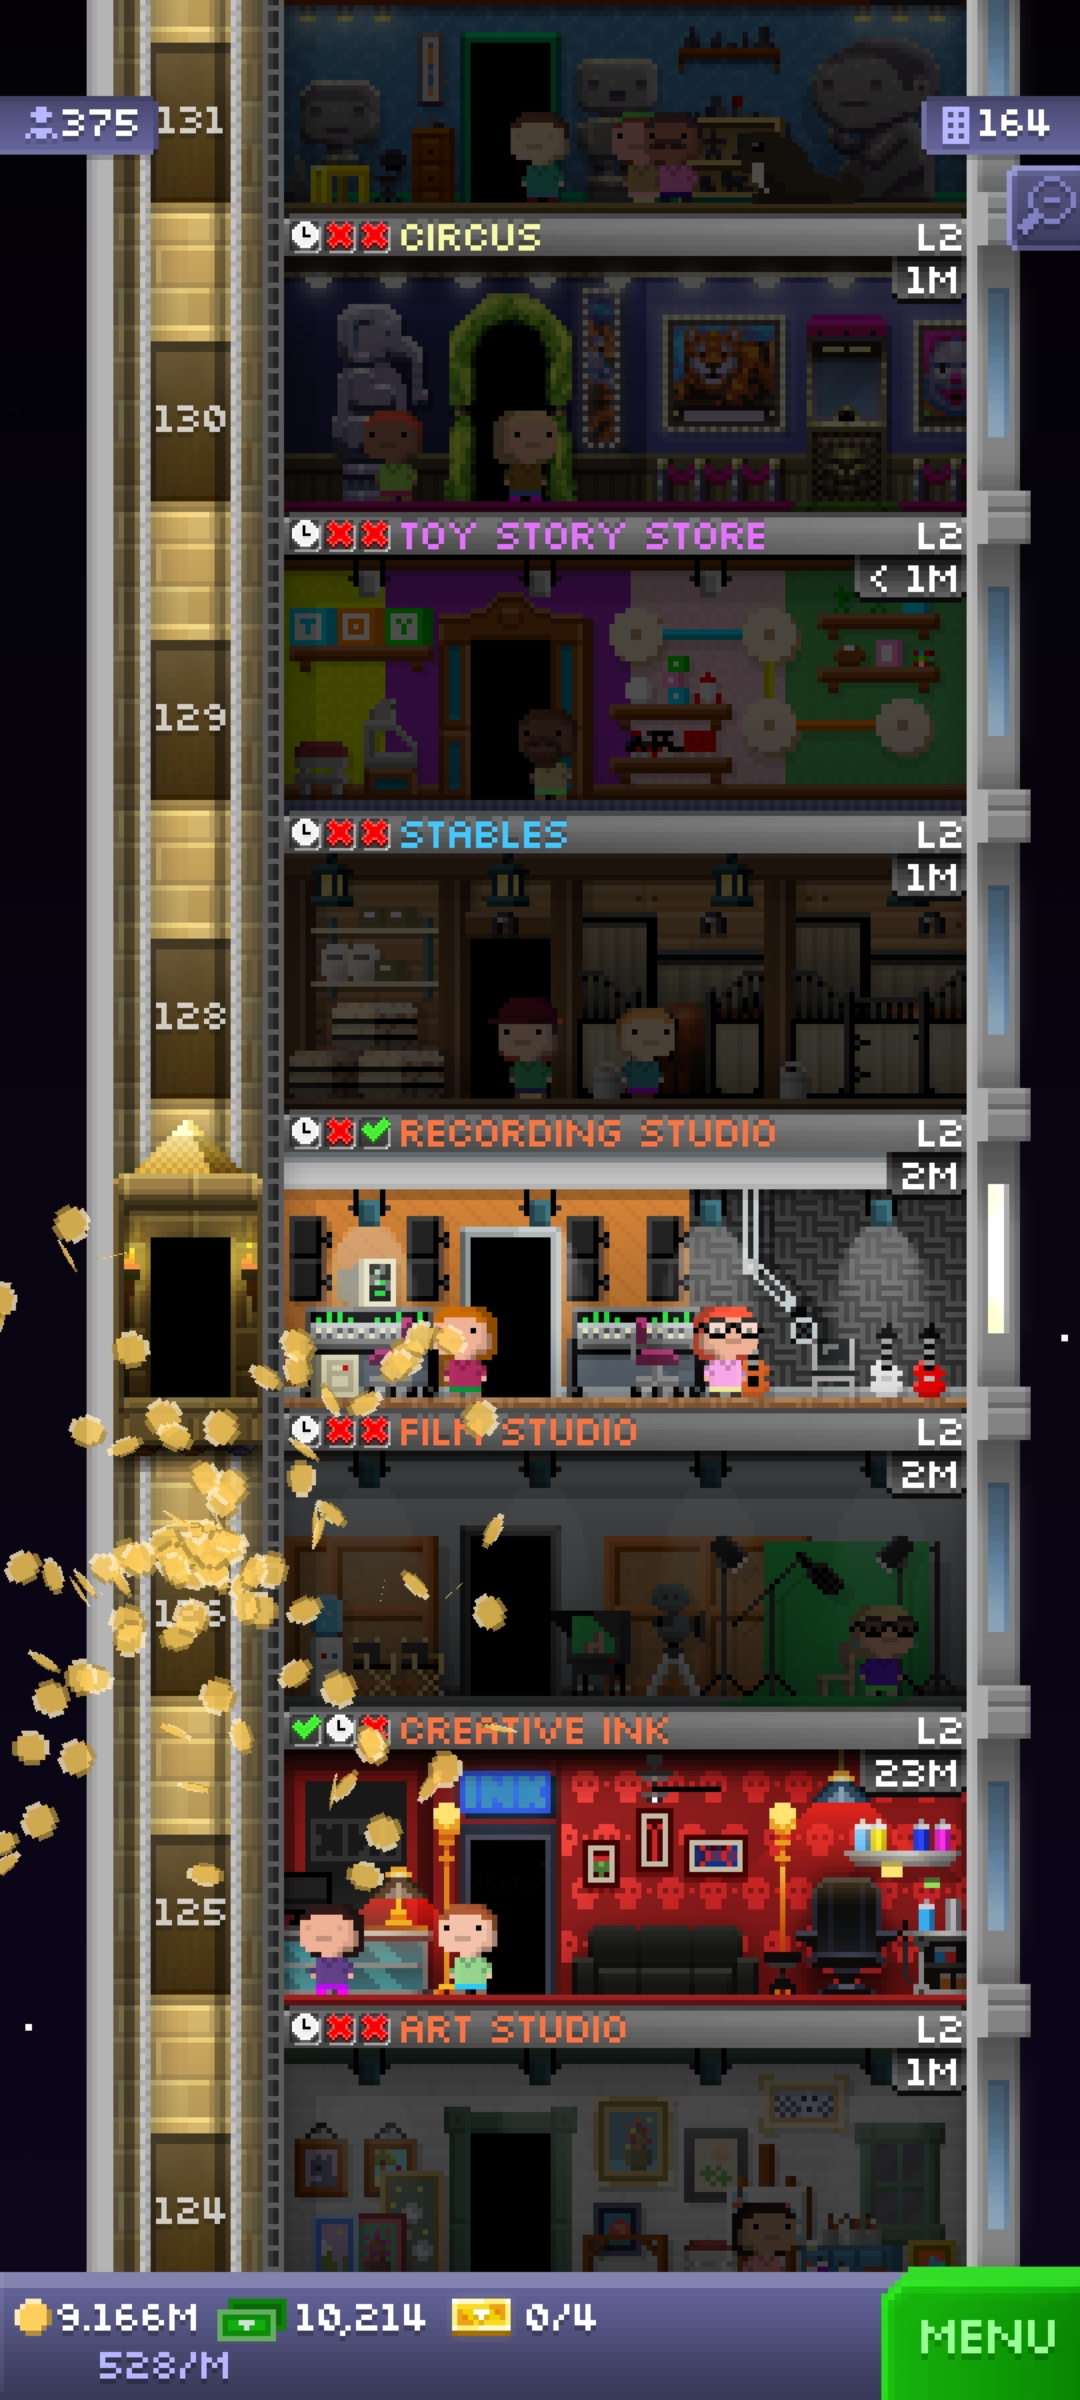 375
131
164
CIRCUS
L2
1M
130
TOY STORY STORE
L2
< 1M
TOY
129
STABLES
L2
1M
128
RECORDING STUDIO
L2
2M
FILM STUDIO
L2
2M
CREATIVE INK
L2
23M
INK
125
ART STUDIO
L2
1M
124
9.166M
10,214
0/4
528/M
MENU